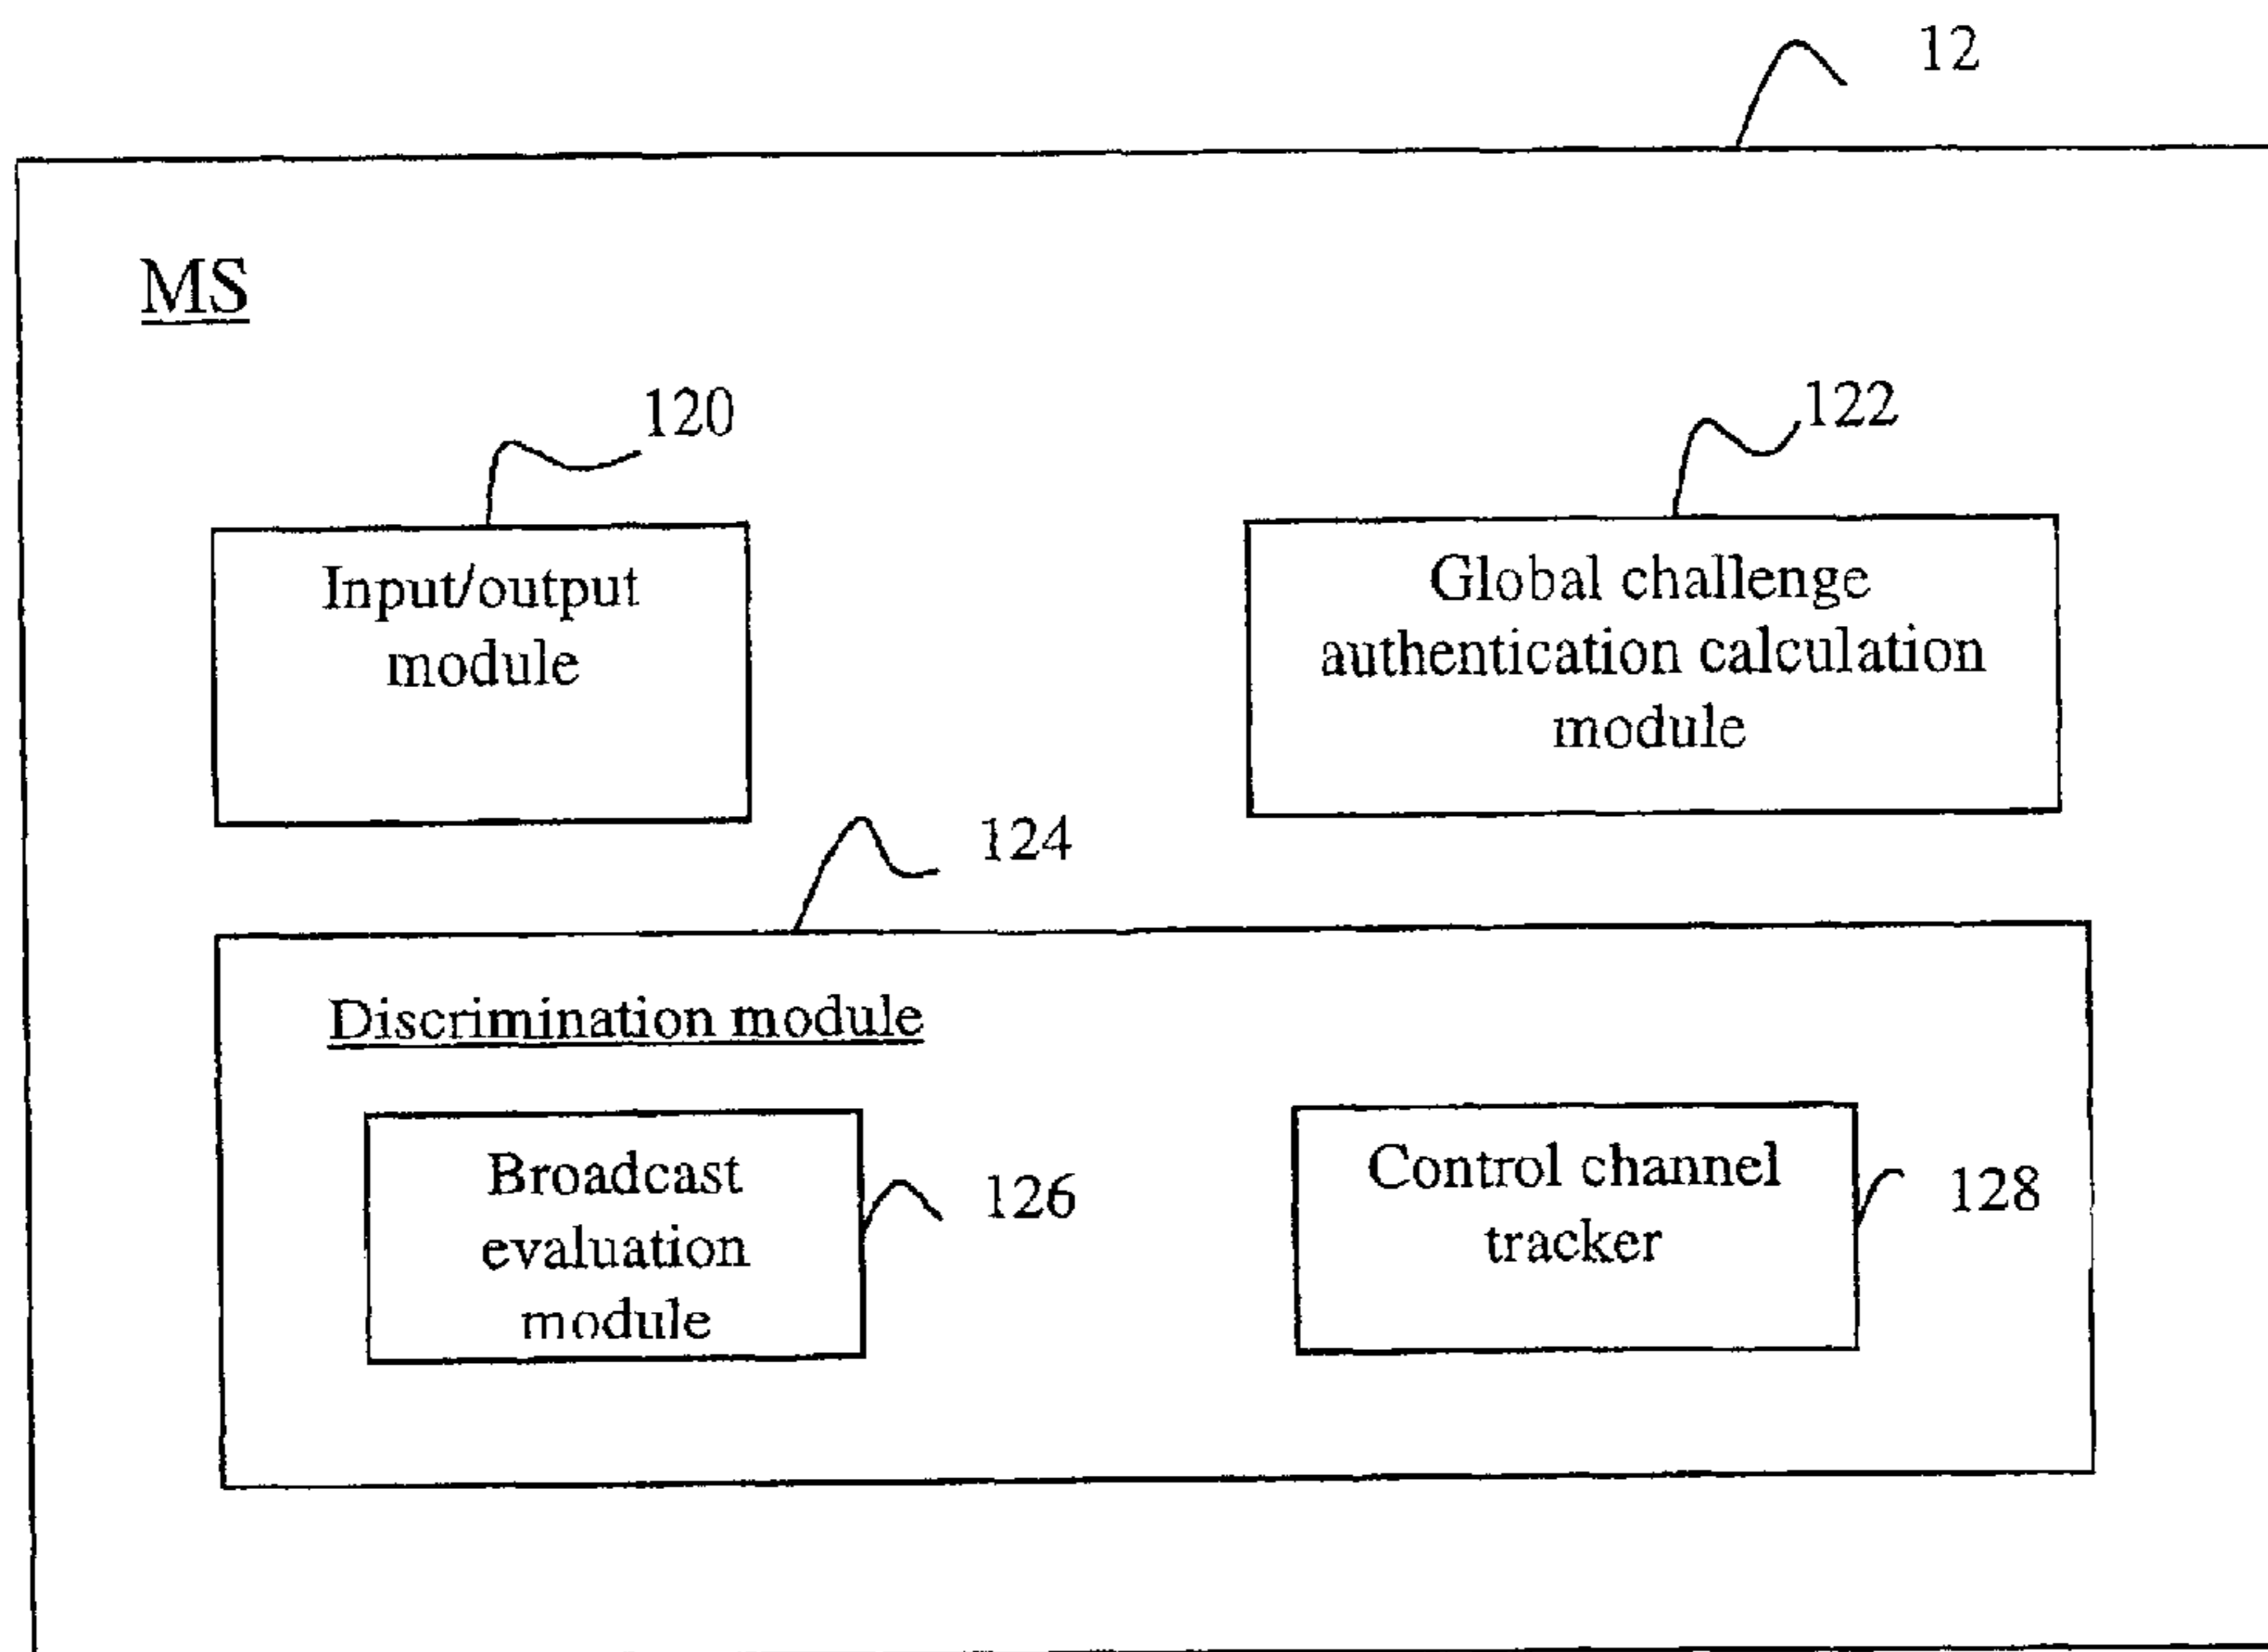 12
MS
120
122
Input/output
module
Global challenge
authentication calculation
module
124
Discrimination module
Broadcast
evaluation
module
126
Control channel
tracker
128